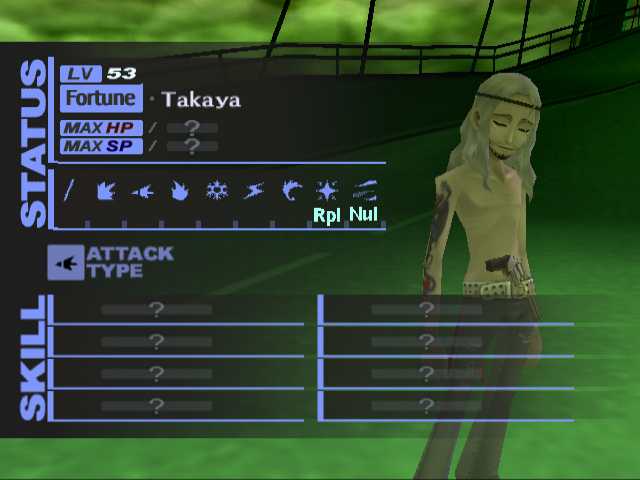 STATUS
LV 53
Fortune · Takaya
MAX HP / ?
MAX SP / ?
Rpl Nul
ATTACK
TYPE
SKILL
? ?
? ?
? ?
? ?